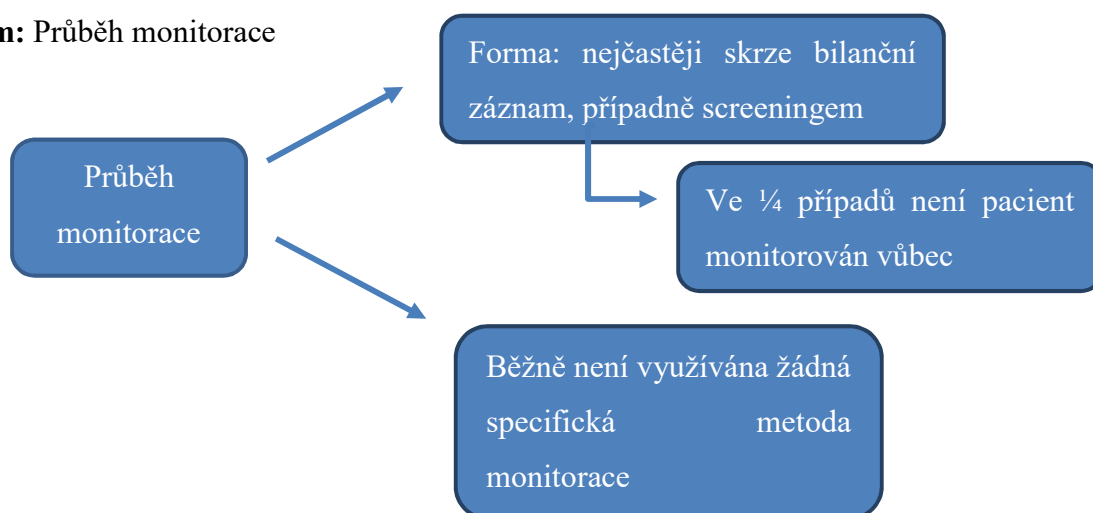 m: Průběh monitorace
Forma: nejčastěji skrze bilanční
záznam, případně screeningem
Průběh
monitorace
Ve ¼ případů není pacient
monitorován vůbec
Běžně není využívána žádná
specifická metoda
monitorace